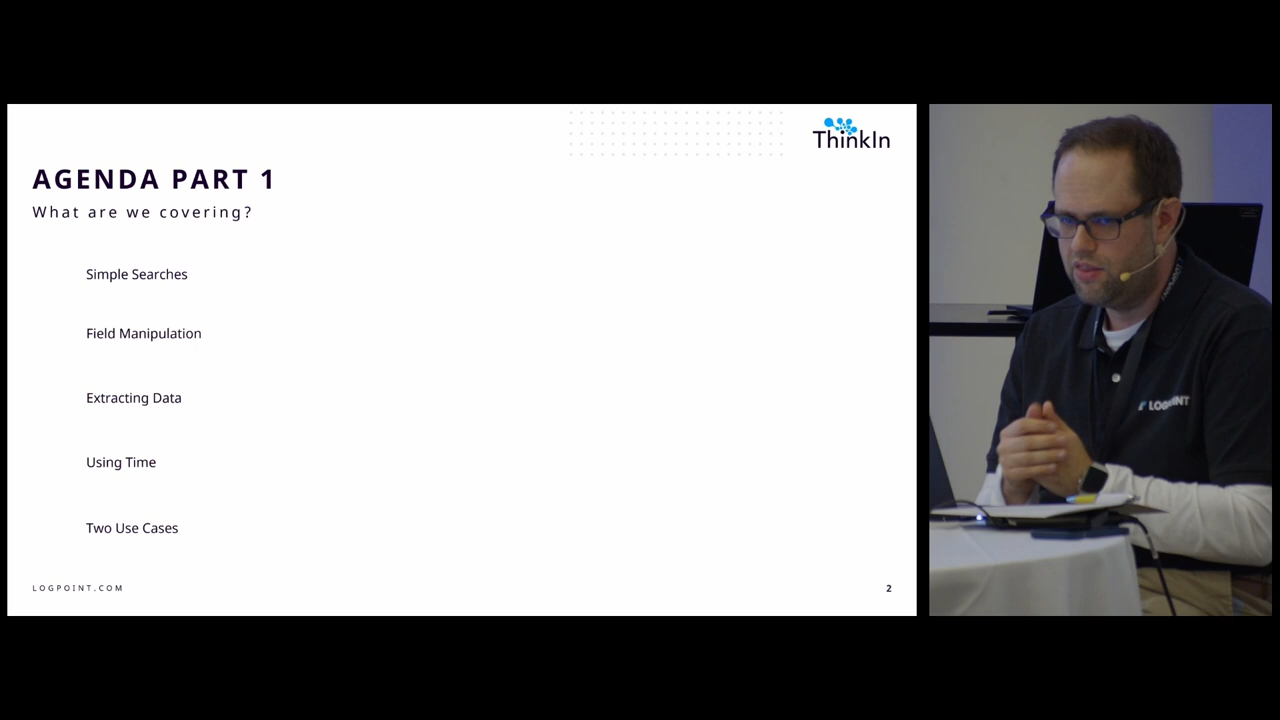 ThinkIn
AGENDA PART 1
What are we covering?
Simple Searches
Field Manipulation
Extracting Data
Using Time
Two Use Cases
LOGPOINT.COM
2
LOGPOINT